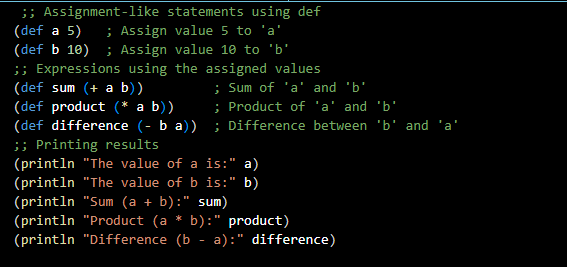 ;; Assignment-like statements using def
(def a 5)   ; Assign value 5 to 'a'
(def b 10)  ; Assign value 10 to 'b'
;; Expressions using the assigned values
(def sum (+ a b))         ; Sum of 'a' and 'b'
(def product (* a b))     ; Product of 'a' and 'b'
(def difference (- b a))  ; Difference between 'b' and 'a'
;; Printing results
(println "The value of a is:" a)
(println "The value of b is:" b)
(println "Sum (a + b):" sum)
(println "Product (a * b):" product)
(println "Difference (b - a):" difference)